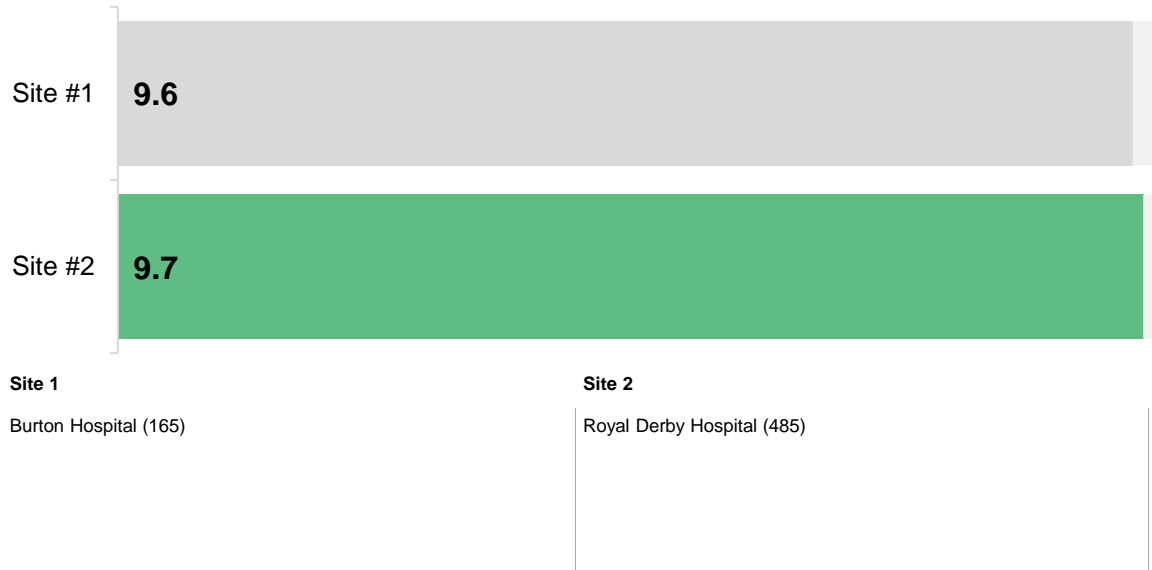 Site #1
9.6
Site #2
9.7
Site 1
Site 2
Burton Hospital (165)
Royal Derby Hospital (485)